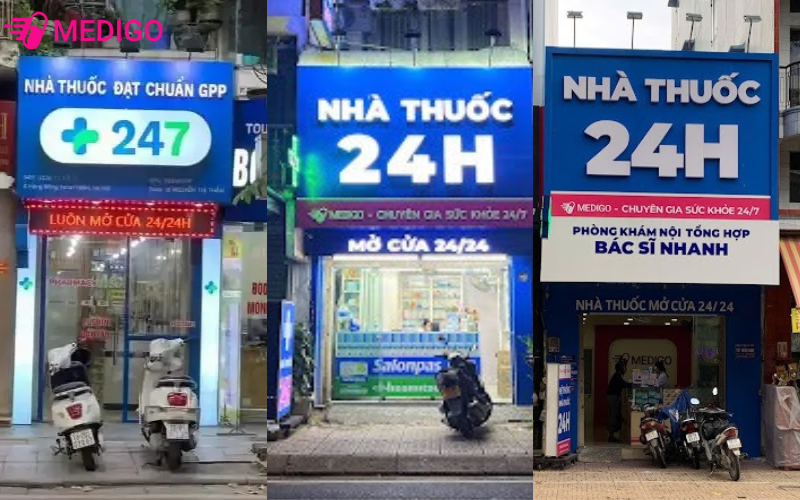 MEDIGO
NHÀ THUỐC ĐẠT CHUẨN GPP
247
LUÔN MỞ CỬA 24/24H
PHARMACY
NHÀ THUỐC
24H
MEDIGO - CHUYÊN GIA SỨC KHỎE 24/7
MỞ CỬA 24/24
Salonpas
NHÀ THUỐC
24H
MEDIGO - CHUYÊN GIA SỨC KHỎE 24/7
PHÒNG KHÁM NỘI TỔNG HỢP
BÁC SĨ NHANH
NHÀ THUỐC MỞ CỬA 24/24
MEDIGO
24H